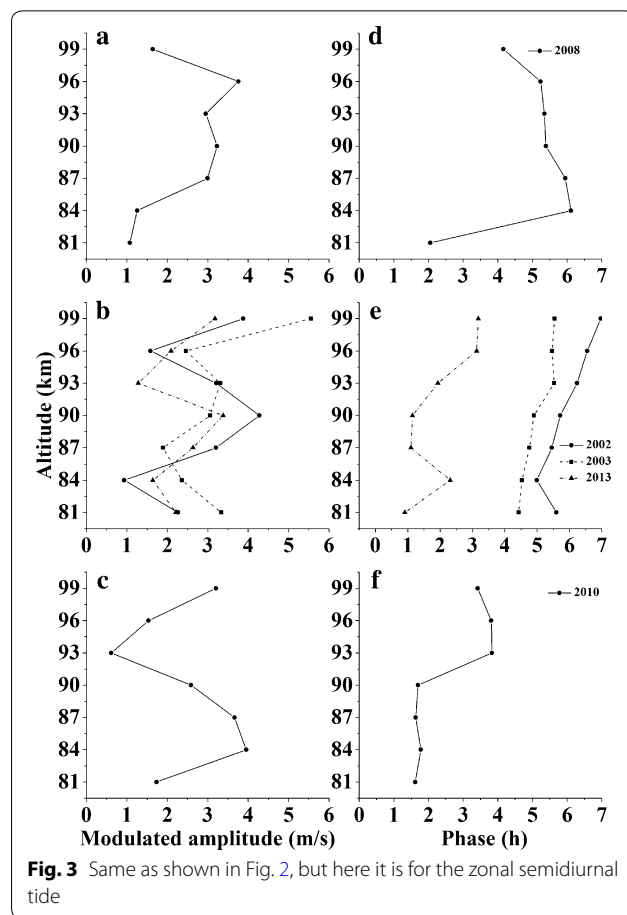 a
d
99
96
93
90
87
84
81
0 1 2 3 4 5 6
99
96
93
90
87
84
81
0 1 2 3 4 5 6 7
2008
b
e
Altitude (km)
99
96
93
90
87
84
81
0 1 2 3 4 5 6
99
96
93
90
87
84
81
0 1 2 3 4 5 6 7
2002
2003
2013
c
f
99
96
93
90
87
84
81
0 1 2 3 4 5 6
Modulated amplitude (m/s)
99
96
93
90
87
84
81
0 1 2 3 4 5 6 7
Phase (h)
2010
Fig. 3 Same as shown in Fig. 2, but here it is for the zonal semidiurnal
tide